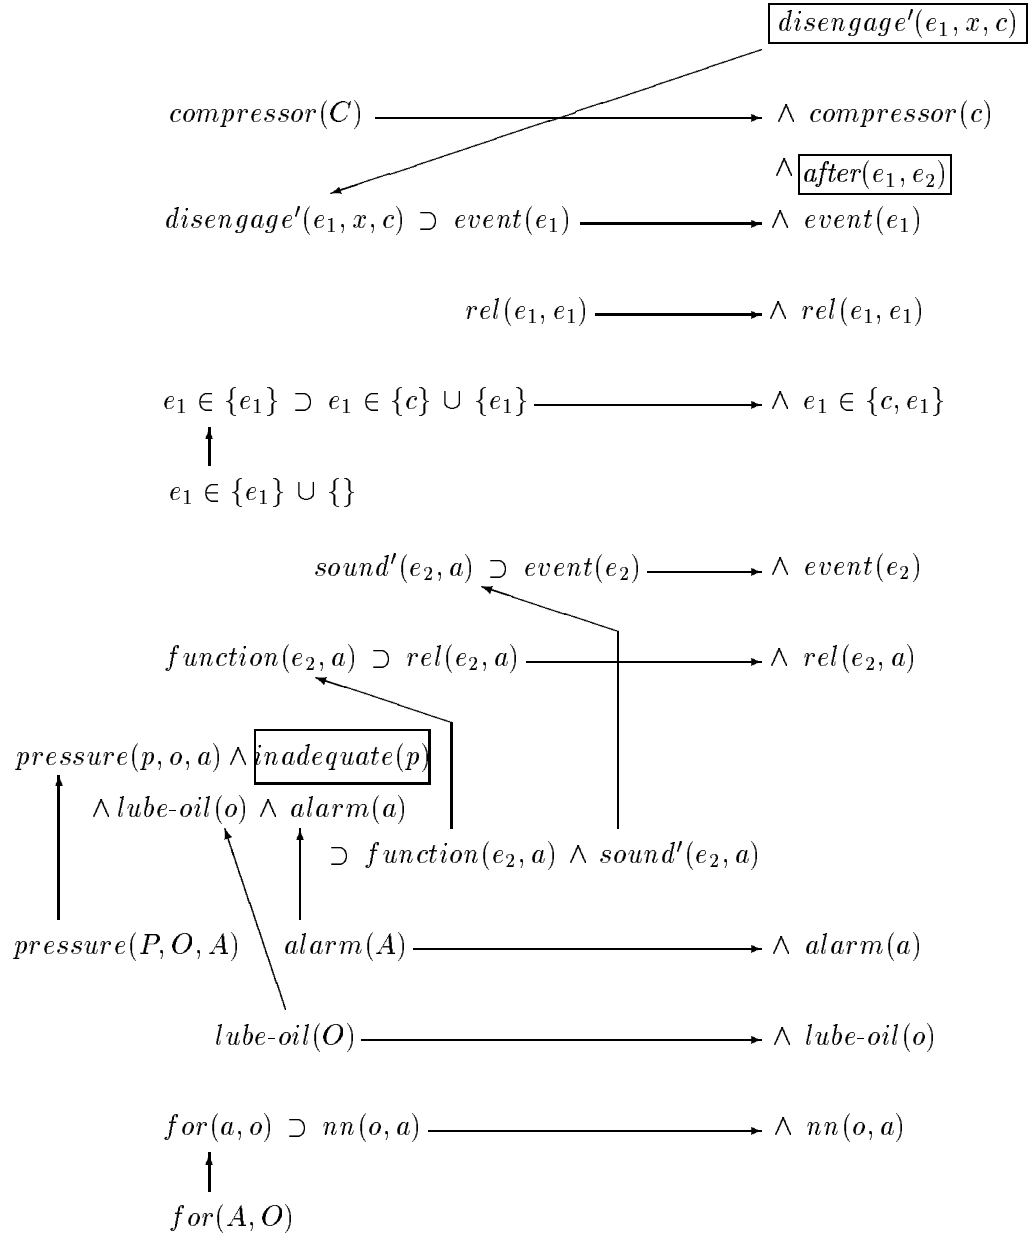 disengage′(e₁, x, c)
compressor(C) ∧ compressor(c)
∧ after(e₁, e₂)
disengage′(e₁, x, c) ⊃ event(e₁) ∧ event(e₁)
rel(e₁, e₁) ∧ rel(e₁, e₁)
e₁ ∈ {e₁} ⊃ e₁ ∈ {c} ∪ {e₁} ∧ e₁ ∈ {c, e₁}
e₁ ∈ {e₁} ∪ {}
sound′(e₂, a) ⊃ event(e₂) ∧ event(e₂)
function(e₂, a) ⊃ rel(e₂, a) ∧ rel(e₂, a)
pressure(p, o, a) ∧ inadequate(p)
∧ lube-oil(o) ∧ alarm(a)
⊃ function(e₂, a) ∧ sound′(e₂, a)
pressure(P, O, A) alarm(A) ∧ alarm(a)
lube-oil(O) ∧ lube-oil(o)
for(a, o) ⊃ nn(o, a) ∧ nn(o, a)
for(A, O)